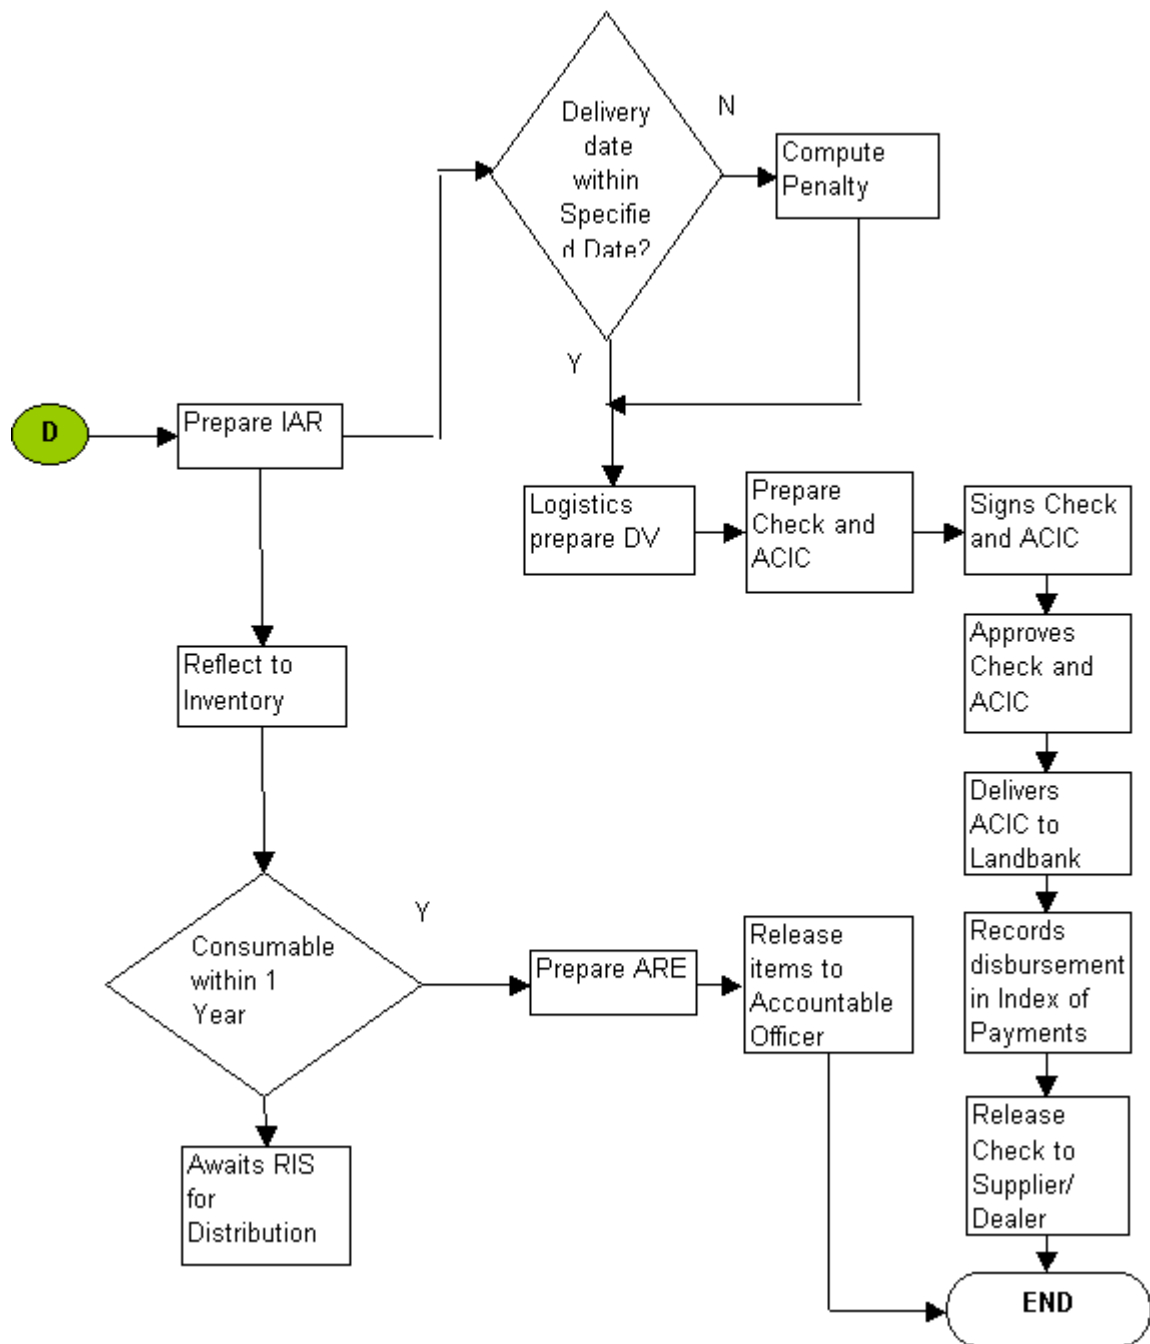 Delivery
date
within
Specifie
d Date?
N
Compute
Penalty
Y
D
Prepare IAR
Logistics
prepare DV
Prepare
Check and
ACIC
Signs Check
and ACIC
Approves
Check and
ACIC
Reflect to
Inventory
Delivers
ACIC to
Landbank
Consumable
within 1
Year
Y
Prepare ARE
Release
items to
Accountable
Officer
Records
disbursement
in Index of
Payments
Awaits RIS
for
Distribution
Release
Check to
Supplier/
Dealer
END